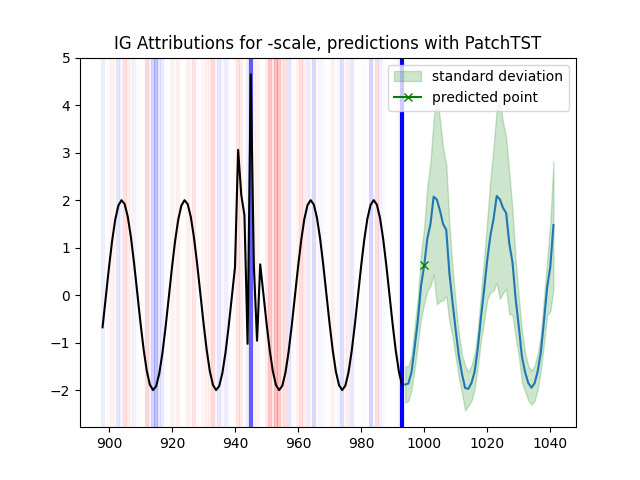 IG Attributions for -scale, predictions with PatchTST
5
4
3
2
1
0
−1
−2
standard deviation
predicted point
900 920 940 960 980 1000 1020 1040